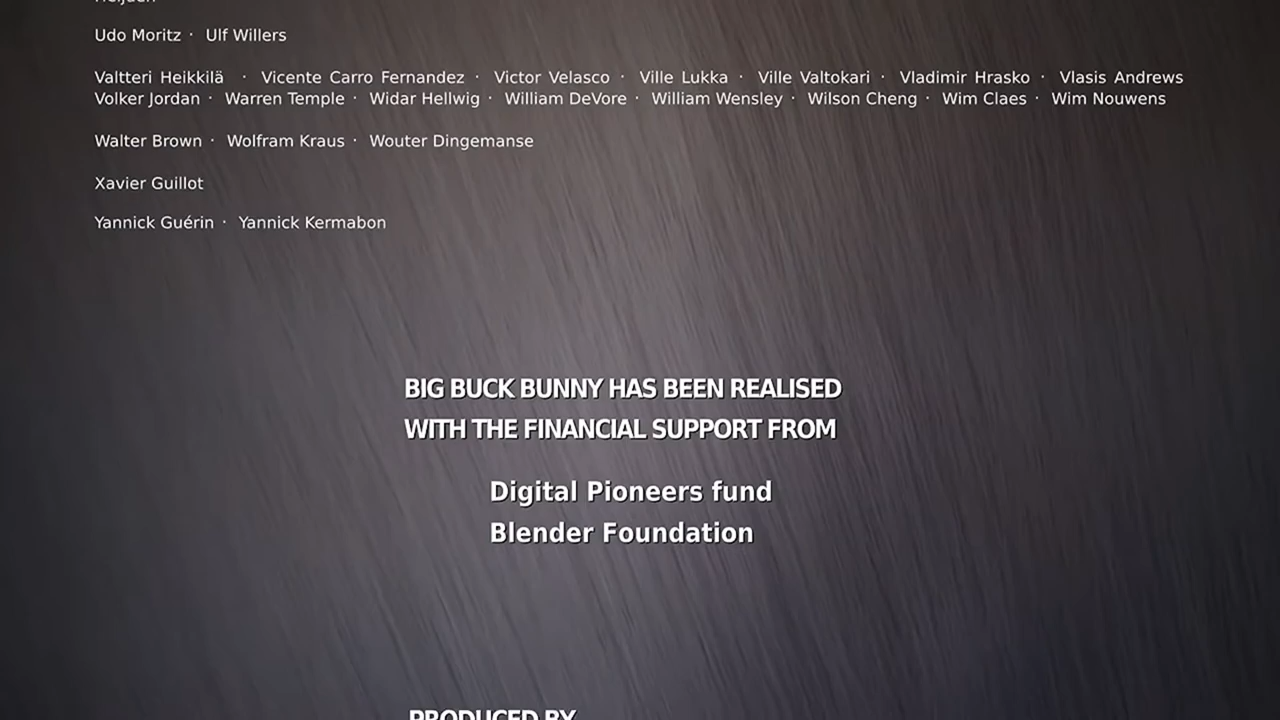 Udo Moritz · Ulf Willers
Valtteri Heikkilä · Vicente Carro Fernandez · Victor Velasco · Ville Lukka · Ville Valtokari · Vladimir Hrasko · Vlasis Andrews
Volker Jordan · Warren Temple · Widar Hellwig · William DeVore · William Wensley · Wilson Cheng · Wim Claes · Wim Nouwens
Walter Brown · Wolfram Kraus · Wouter Dingemanse
Xavier Guillot
Yannick Guérin · Yannick Kermabon
BIG BUCK BUNNY HAS BEEN REALISED
WITH THE FINANCIAL SUPPORT FROM
Digital Pioneers fund
Blender Foundation
PRODUCED BY